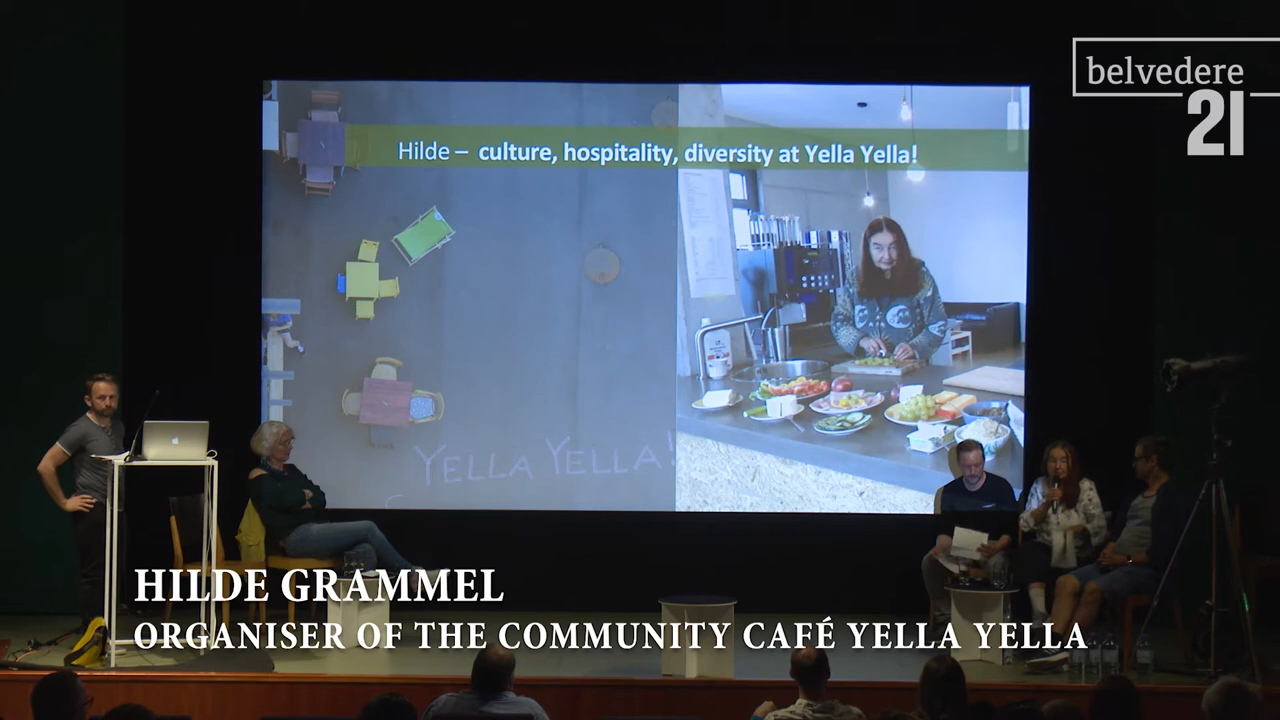 belvedere
21
Hilde – culture, hospitality, diversity at Yella Yella!
YELLA YELLA!
HILDE GRAMMEL
ORGANISER OF THE COMMUNITY CAFÉ YELLA YELLA